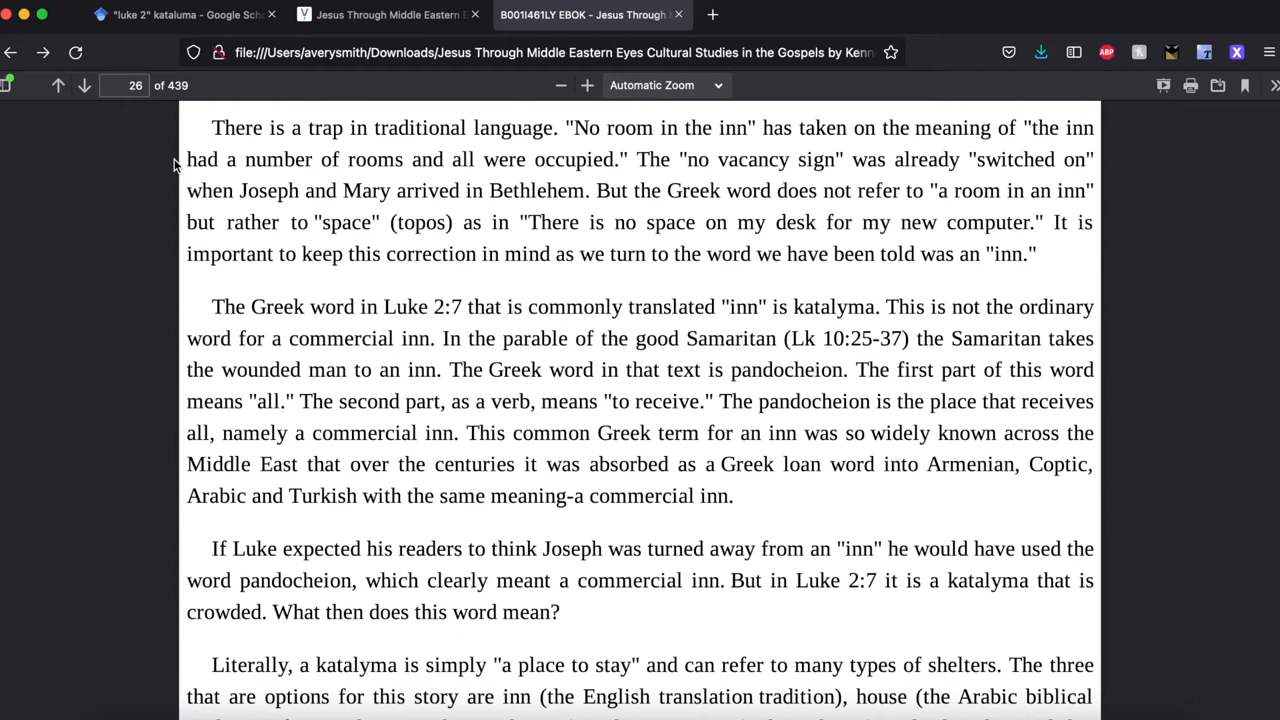 "luke 2" kataluma - Google Scho
Jesus Through Middle Eastern E
B001I461LY EBOK - Jesus Through
file:///Users/averysmith/Downloads/Jesus Through Middle Eastern Eyes Cultural Studies in the Gospels by Kenne
26 of 439
Automatic Zoom
There is a trap in traditional language. "No room in the inn" has taken on the meaning of "the inn
had a number of rooms and all were occupied." The "no vacancy sign" was already "switched on"
when Joseph and Mary arrived in Bethlehem. But the Greek word does not refer to "a room in an inn"
but rather to "space" (topos) as in "There is no space on my desk for my new computer." It is
important to keep this correction in mind as we turn to the word we have been told was an "inn."
The Greek word in Luke 2:7 that is commonly translated "inn" is katalyma. This is not the ordinary
word for a commercial inn. In the parable of the good Samaritan (Lk 10:25-37) the Samaritan takes
the wounded man to an inn. The Greek word in that text is pandocheion. The first part of this word
means "all." The second part, as a verb, means "to receive." The pandocheion is the place that receives
all, namely a commercial inn. This common Greek term for an inn was so widely known across the
Middle East that over the centuries it was absorbed as a Greek loan word into Armenian, Coptic,
Arabic and Turkish with the same meaning-a commercial inn.
If Luke expected his readers to think Joseph was turned away from an "inn" he would have used the
word pandocheion, which clearly meant a commercial inn. But in Luke 2:7 it is a katalyma that is
crowded. What then does this word mean?
Literally, a katalyma is simply "a place to stay" and can refer to many types of shelters. The three
that are options for this story are inn (the English translation tradition), house (the Arabic biblical